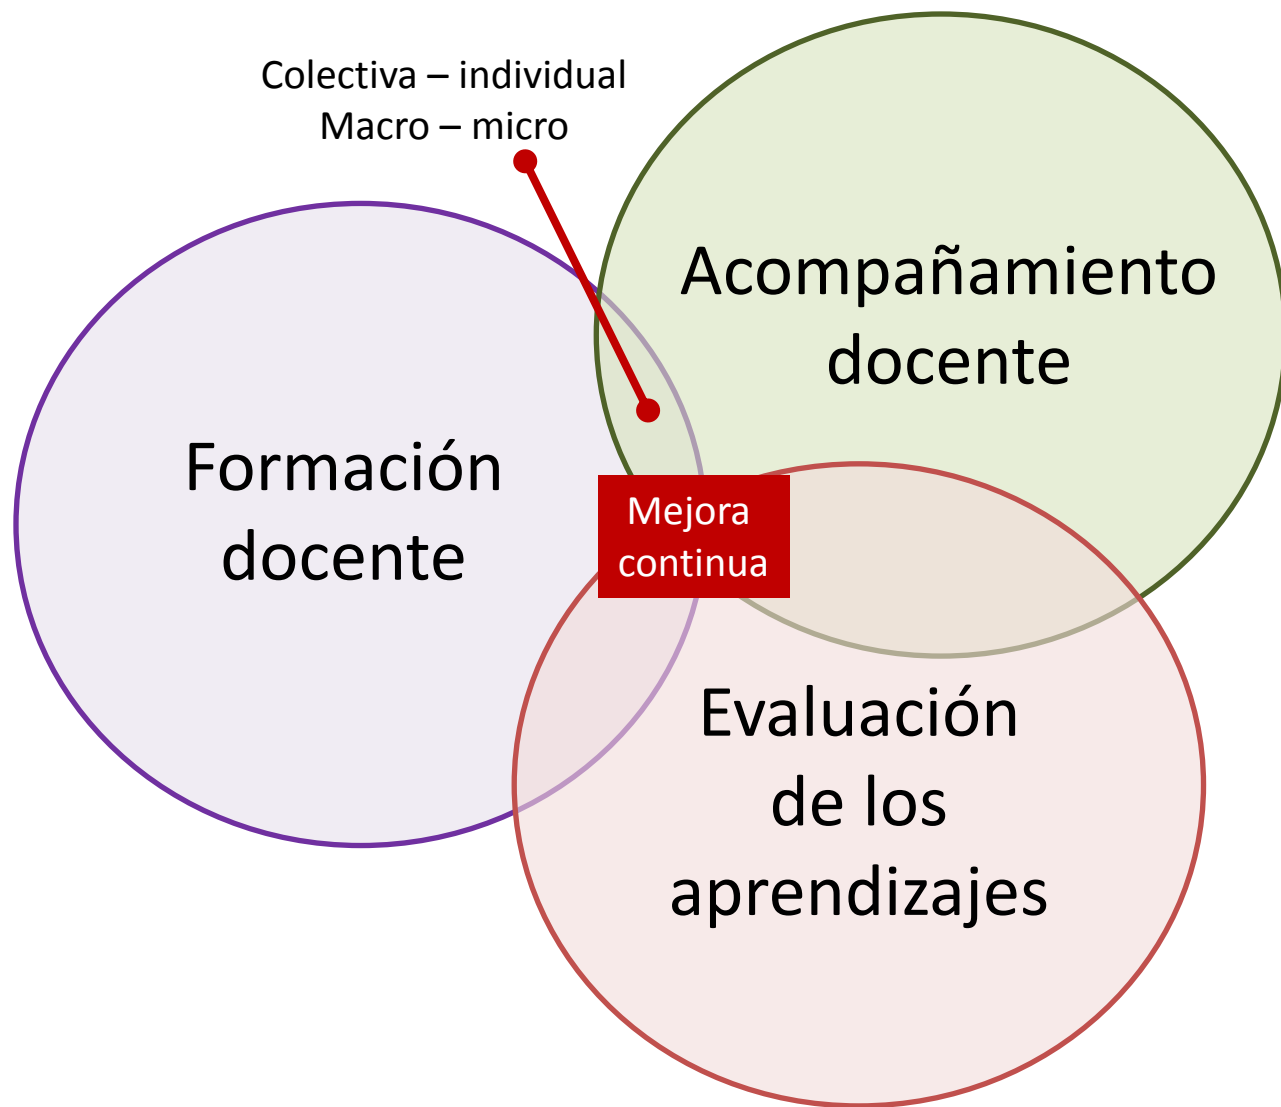 Colectiva – individual
Macro – micro
Acompañamiento
docente
Formación
docente
Mejora
continua
Evaluación
de los
aprendizajes